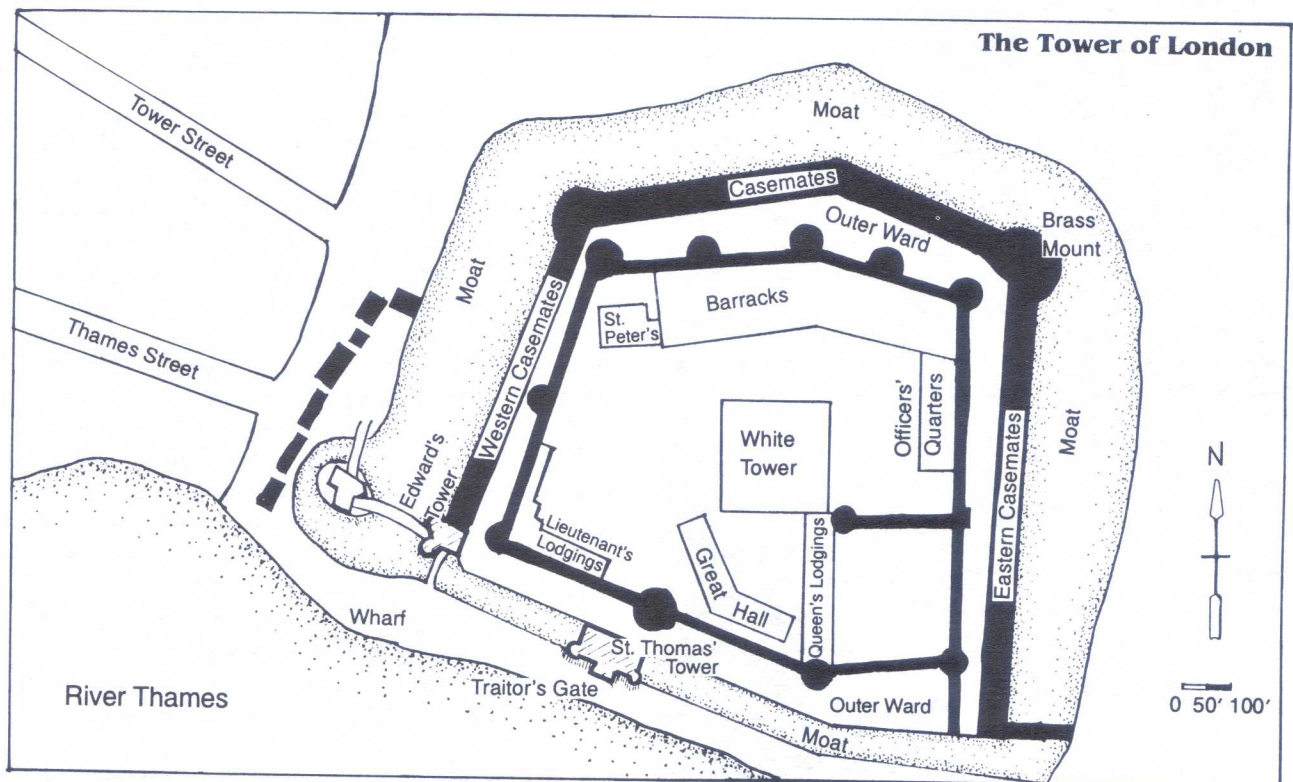 The Tower of London
Tower Street
Moat
Casemates
Outer Ward
Brass
Mount
Moat
Thames Street
Western Casemates
St.
Peter's
Barracks
Officers'
Quarters
White
Tower
Moat
Edward's
Tower
Lieutenant's
Lodgings
Great
Hall
Queen's Lodgings
Eastern Casemates
N
0 50' 100'
Wharf
St. Thomas'
Tower
Traitor's Gate
Outer Ward
River Thames
Moat